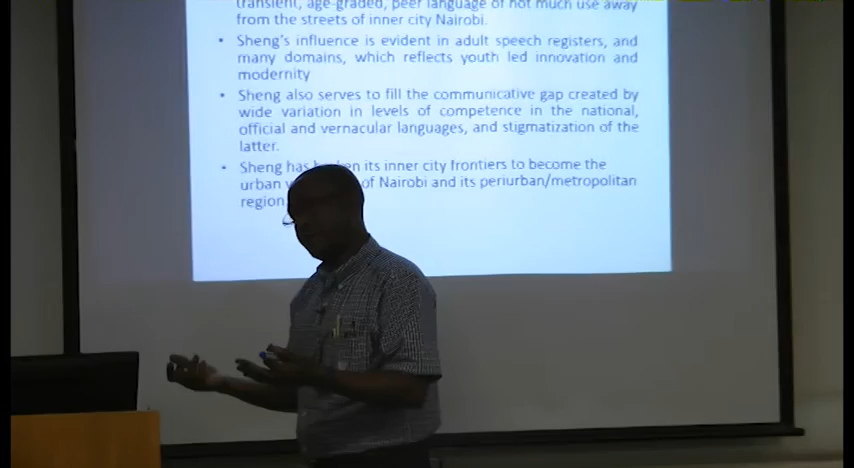 transient, age-graded, peer language of not much use away
from the streets of inner city Nairobi.
• Sheng's influence is evident in adult speech registers, and
many domains, which reflects youth led innovation and
modernity
• Sheng also serves to fill the communicative gap created by
wide variation in levels of competence in the national,
official and vernacular languages, and stigmatization of the
latter.
• Sheng has its inner city frontiers to become the
urban of Nairobi and its periurban/metropolitan
region